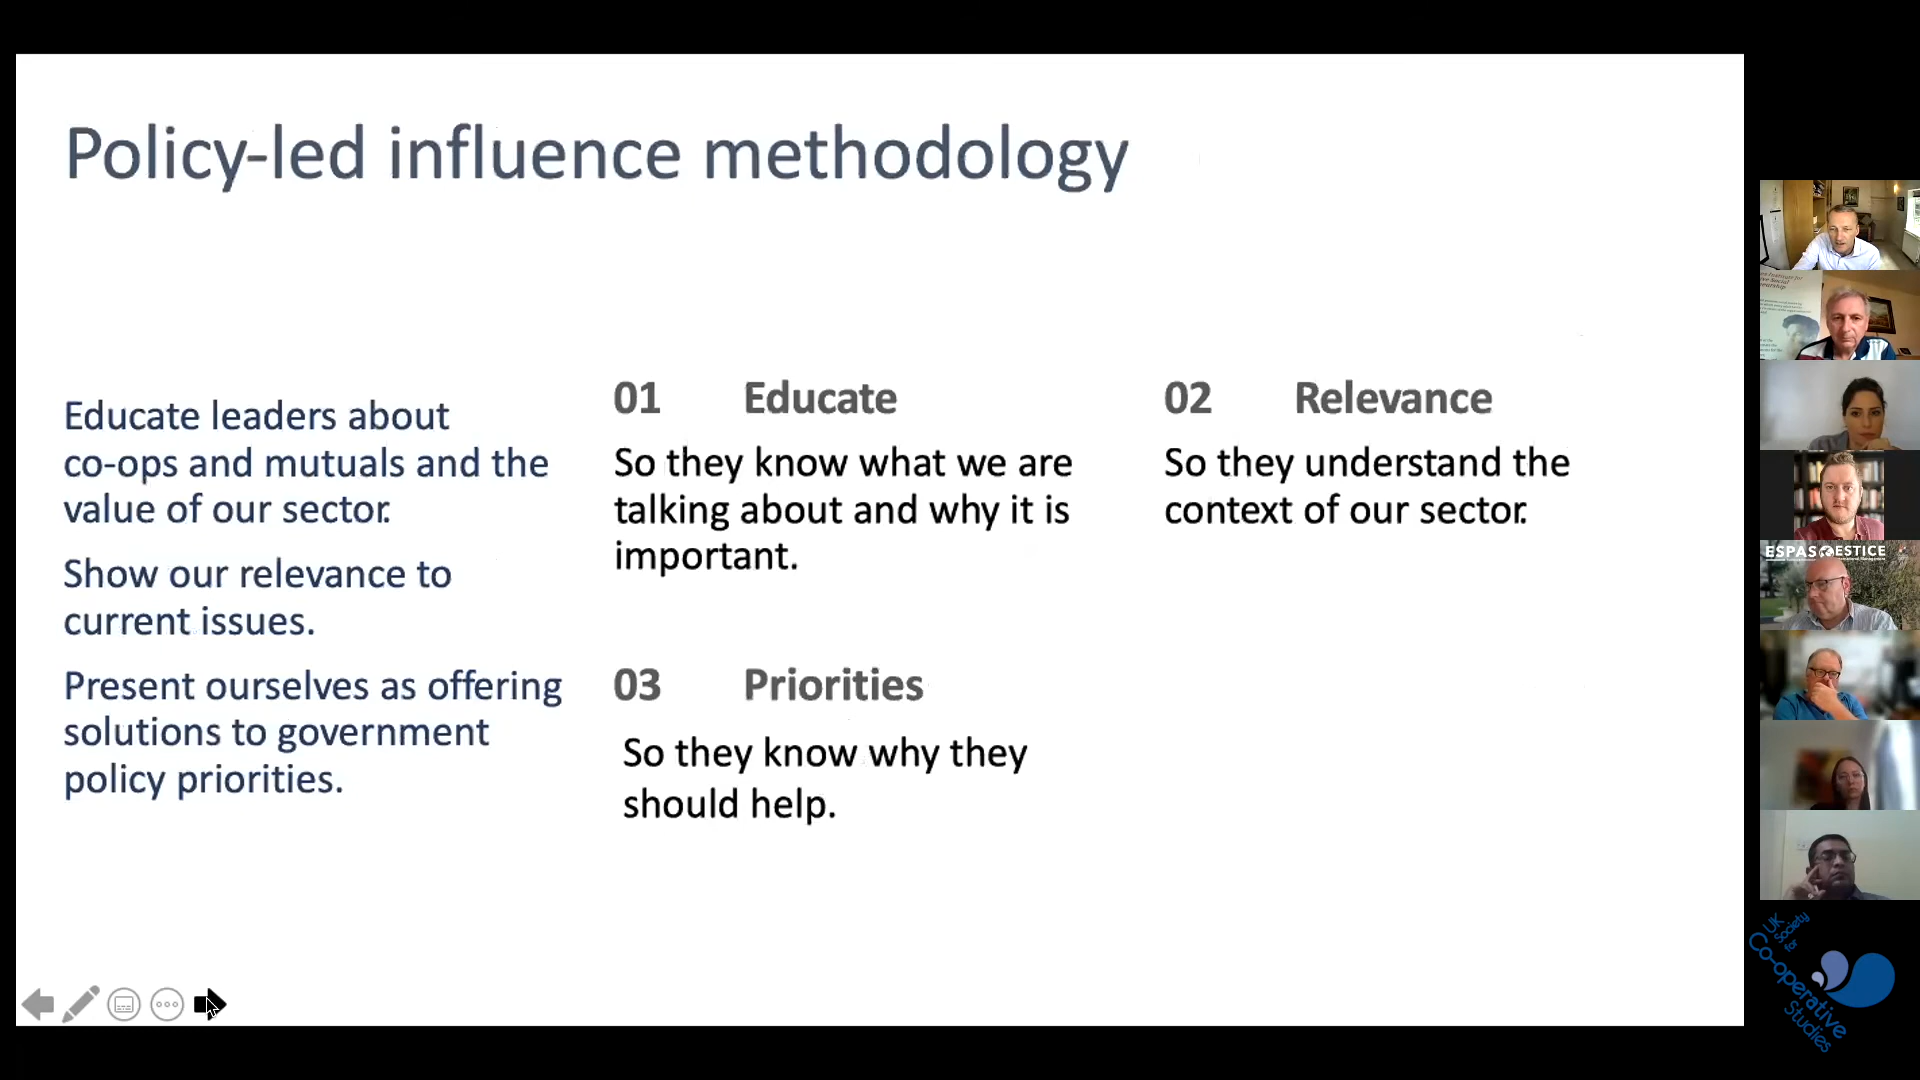 Policy-led influence methodology
Educate leaders about
co-ops and mutuals and the
value of our sector.
Show our relevance to
current issues.
Present ourselves as offering
solutions to government
policy priorities.
01 Educate
So they know what we are
talking about and why it is
important.
02 Relevance
So they understand the
context of our sector.
03 Priorities
So they know why they
should help.
ESPAS ESTICE
UK
Society
for
Co-operative
Studies